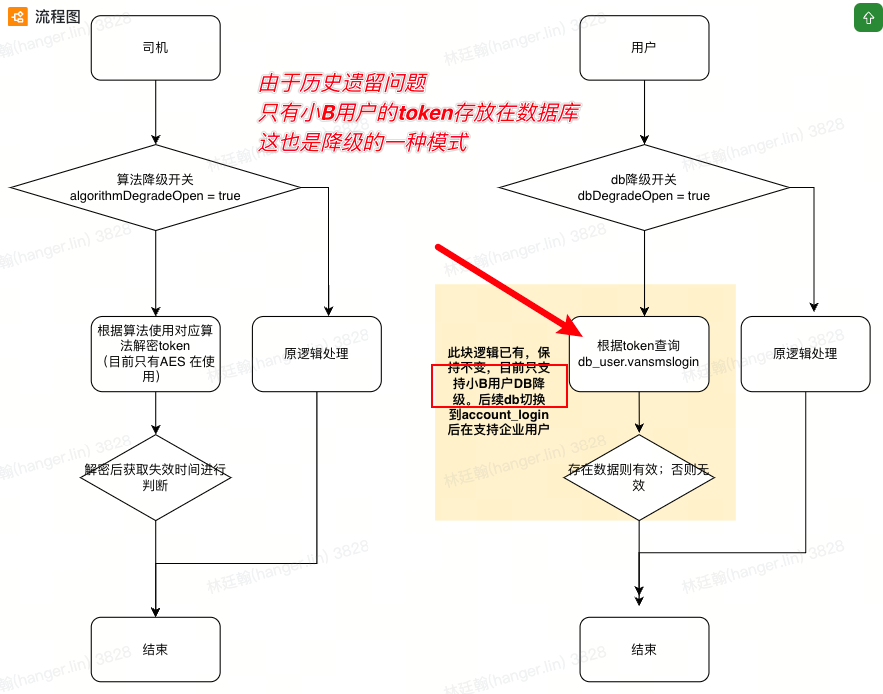 流程图
司机
用户
由于历史遗留问题
只有小B用户的token存放在数据库
这也是降级的一种模式
算法降级开关
algorithmDegradeOpen = true
db降级开关
dbDegradeOpen = true
根据算法使用对应算
法解密token
（目前只有AES 在使
用）
原逻辑处理
此块逻辑已有，保
持不变，目前只支
持小B用户DB降
级。后续db切换
到account_login
后在支持企业用户
根据token查询
db_user.vansmslogin
原逻辑处理
解密后获取失效时间进行
判断
存在数据则有效；否则无
效
结束
结束
林廷翰(hanger.lin) 3828